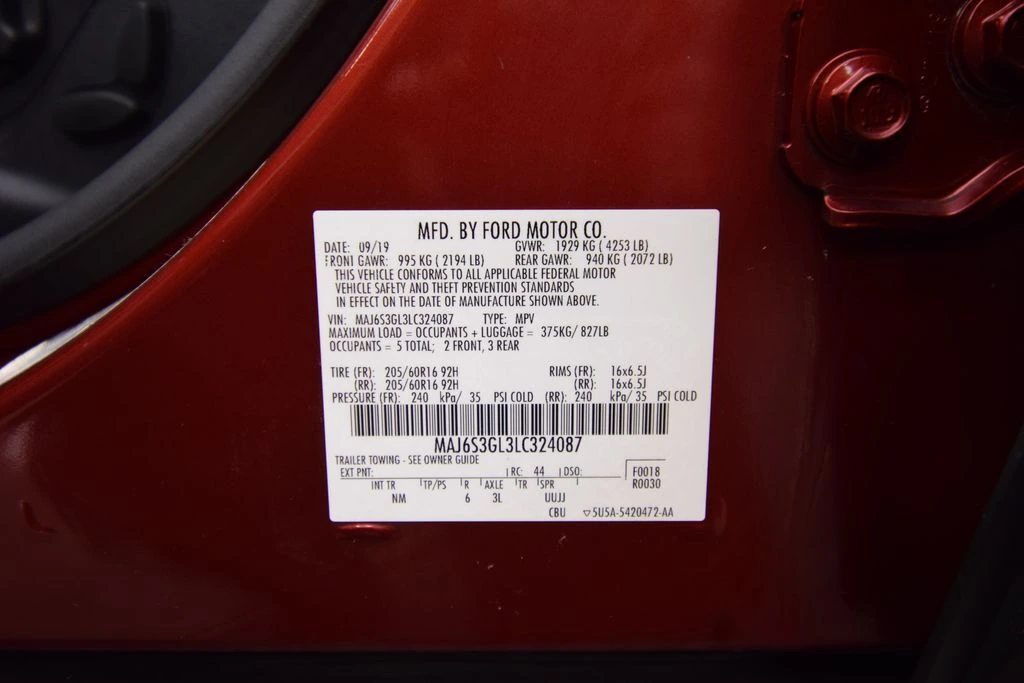 MFD. BY FORD MOTOR CO.
DATE: 09/19 GVWR: 1929 KG ( 4253 LB)
FRONT GAWR: 995 KG ( 2194 LB) REAR GAWR: 940 KG ( 2072 LB)
THIS VEHICLE CONFORMS TO ALL APPLICABLE FEDERAL MOTOR
VEHICLE SAFETY AND THEFT PREVENTION STANDARDS
IN EFFECT ON THE DATE OF MANUFACTURE SHOWN ABOVE.
VIN: MAJ6S3GL3LC324087 TYPE: MPV
MAXIMUM LOAD = OCCUPANTS + LUGGAGE = 375KG/ 827LB
OCCUPANTS = 5 TOTAL; 2 FRONT, 3 REAR
TIRE (FR): 205/60R16 92H RIMS (FR): 16x6.5J
(RR): 205/60R16 92H (RR): 16x6.5J
PRESSURE (FR): 240 kPa/ 35 PSI COLD (RR): 240 kPa/ 35 PSI COLD
MAJ6S3GL3LC324087
TRAILER TOWING - SEE OWNER GUIDE
EXT PNT: RC: 44 DSO: F0018
R0030
INT TR TP/PS R AXLE TR SPR
NM 6 3L UUJJ
CBU ▽5U5A-5420472-AA